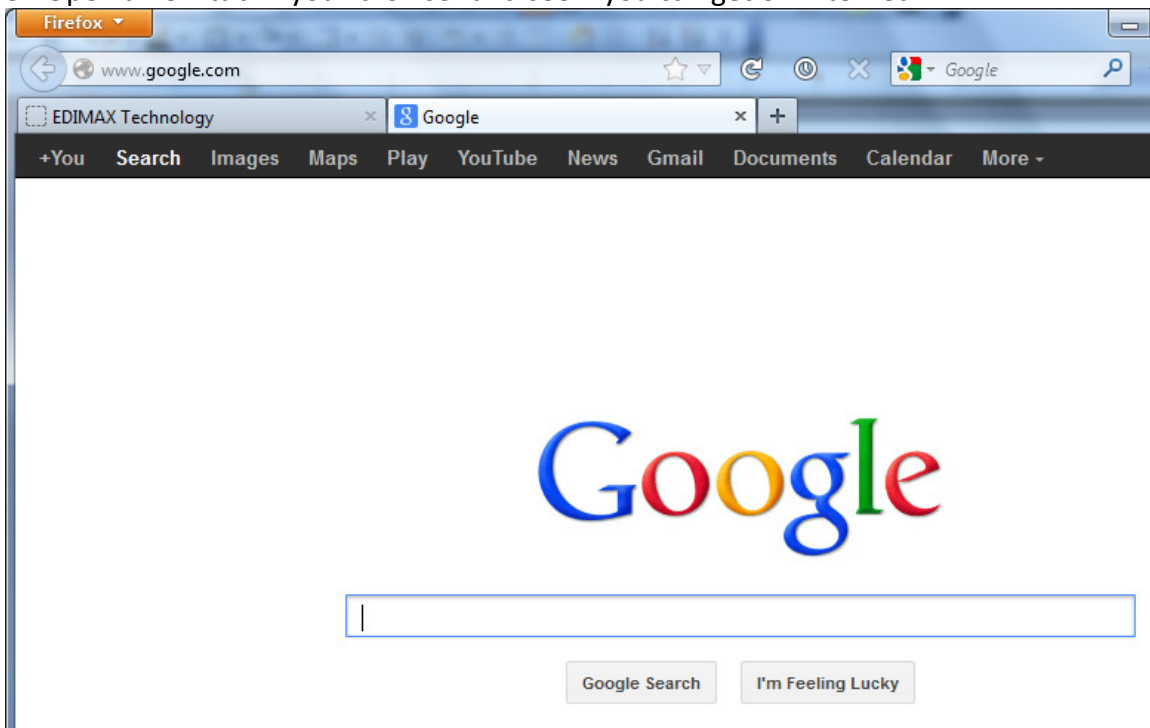 Firefox
www.google.com
Google
EDIMAX Technology
Google
+You Search Images Maps Play YouTube News Gmail Documents Calendar More
Google
Google Search I'm Feeling Lucky